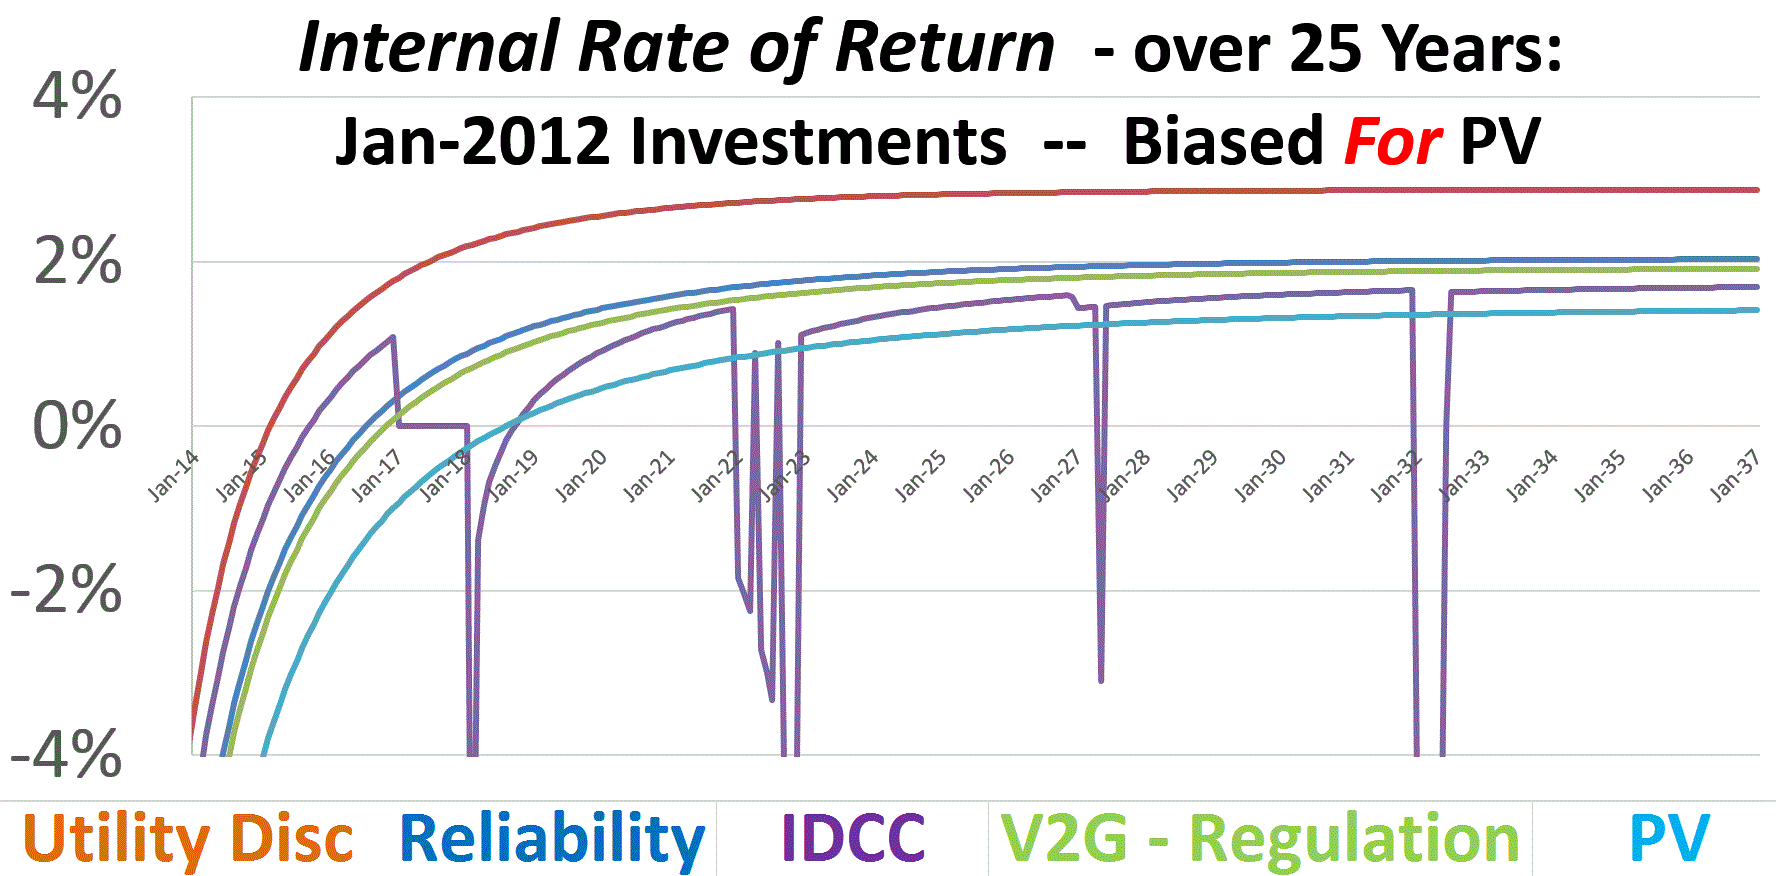 Internal Rate of Return - over 25 Years:
4%
Jan-2012 Investments -- Biased For PV
2%
0%
Jan-14 Jan-15 Jan-16 Jan-17 Jan-18 Jan-19 Jan-20 Jan-21 Jan-22 Jan-23 Jan-24 Jan-25 Jan-26 Jan-27 Jan-28 Jan-29 Jan-30 Jan-31 Jan-32 Jan-33 Jan-34 Jan-35 Jan-36 Jan-37
-2%
-4%
Utility Disc Reliability IDCC V2G - Regulation PV